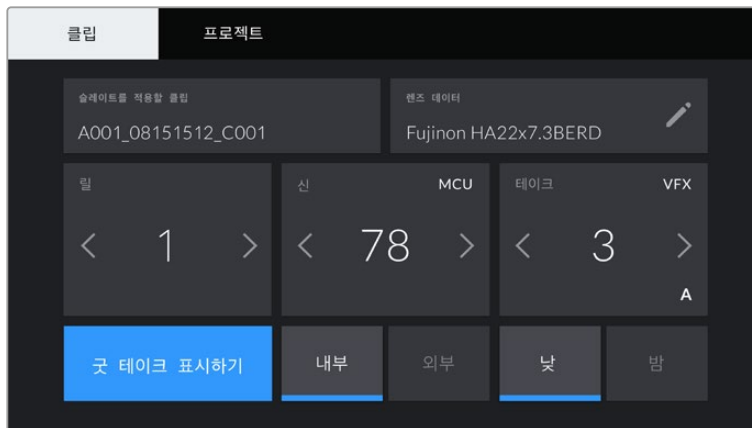 클립 프로젝트
슬레이트를 적용할 클립
A001_08151512_C001
렌즈 데이터
Fujinon HA22x7.3BERD
릴
1
신 MCU
78
테이크 VFX
3
A
굿 테이크 표시하기 내부 외부 낮 밤